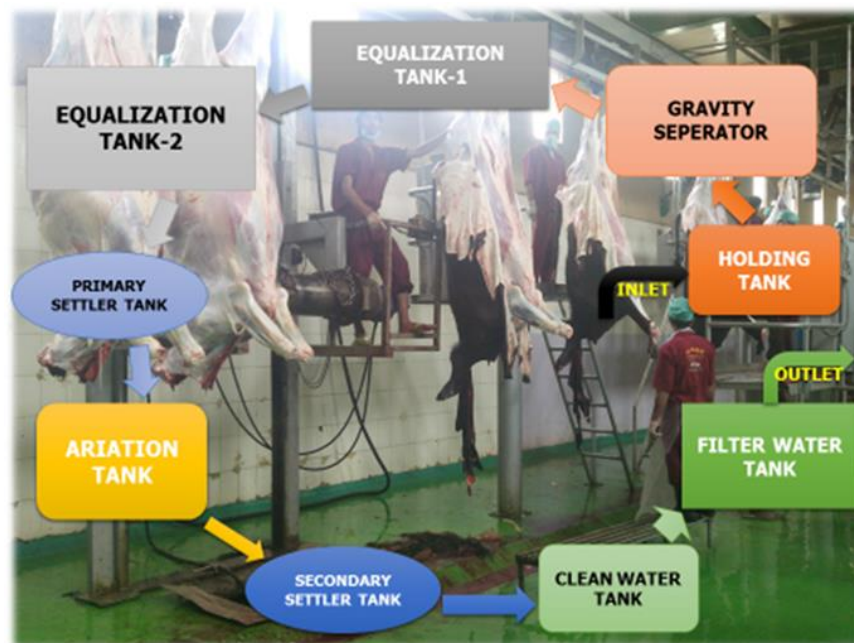 EQUALIZATION
TANK-1
EQUALIZATION
TANK-2
GRAVITY
SEPERATOR
PRIMARY
SETTLER TANK
INLET
HOLDING
TANK
OUTLET
ARIATION
TANK
FILTER WATER
TANK
SECONDARY
SETTLER TANK
CLEAN WATER
TANK